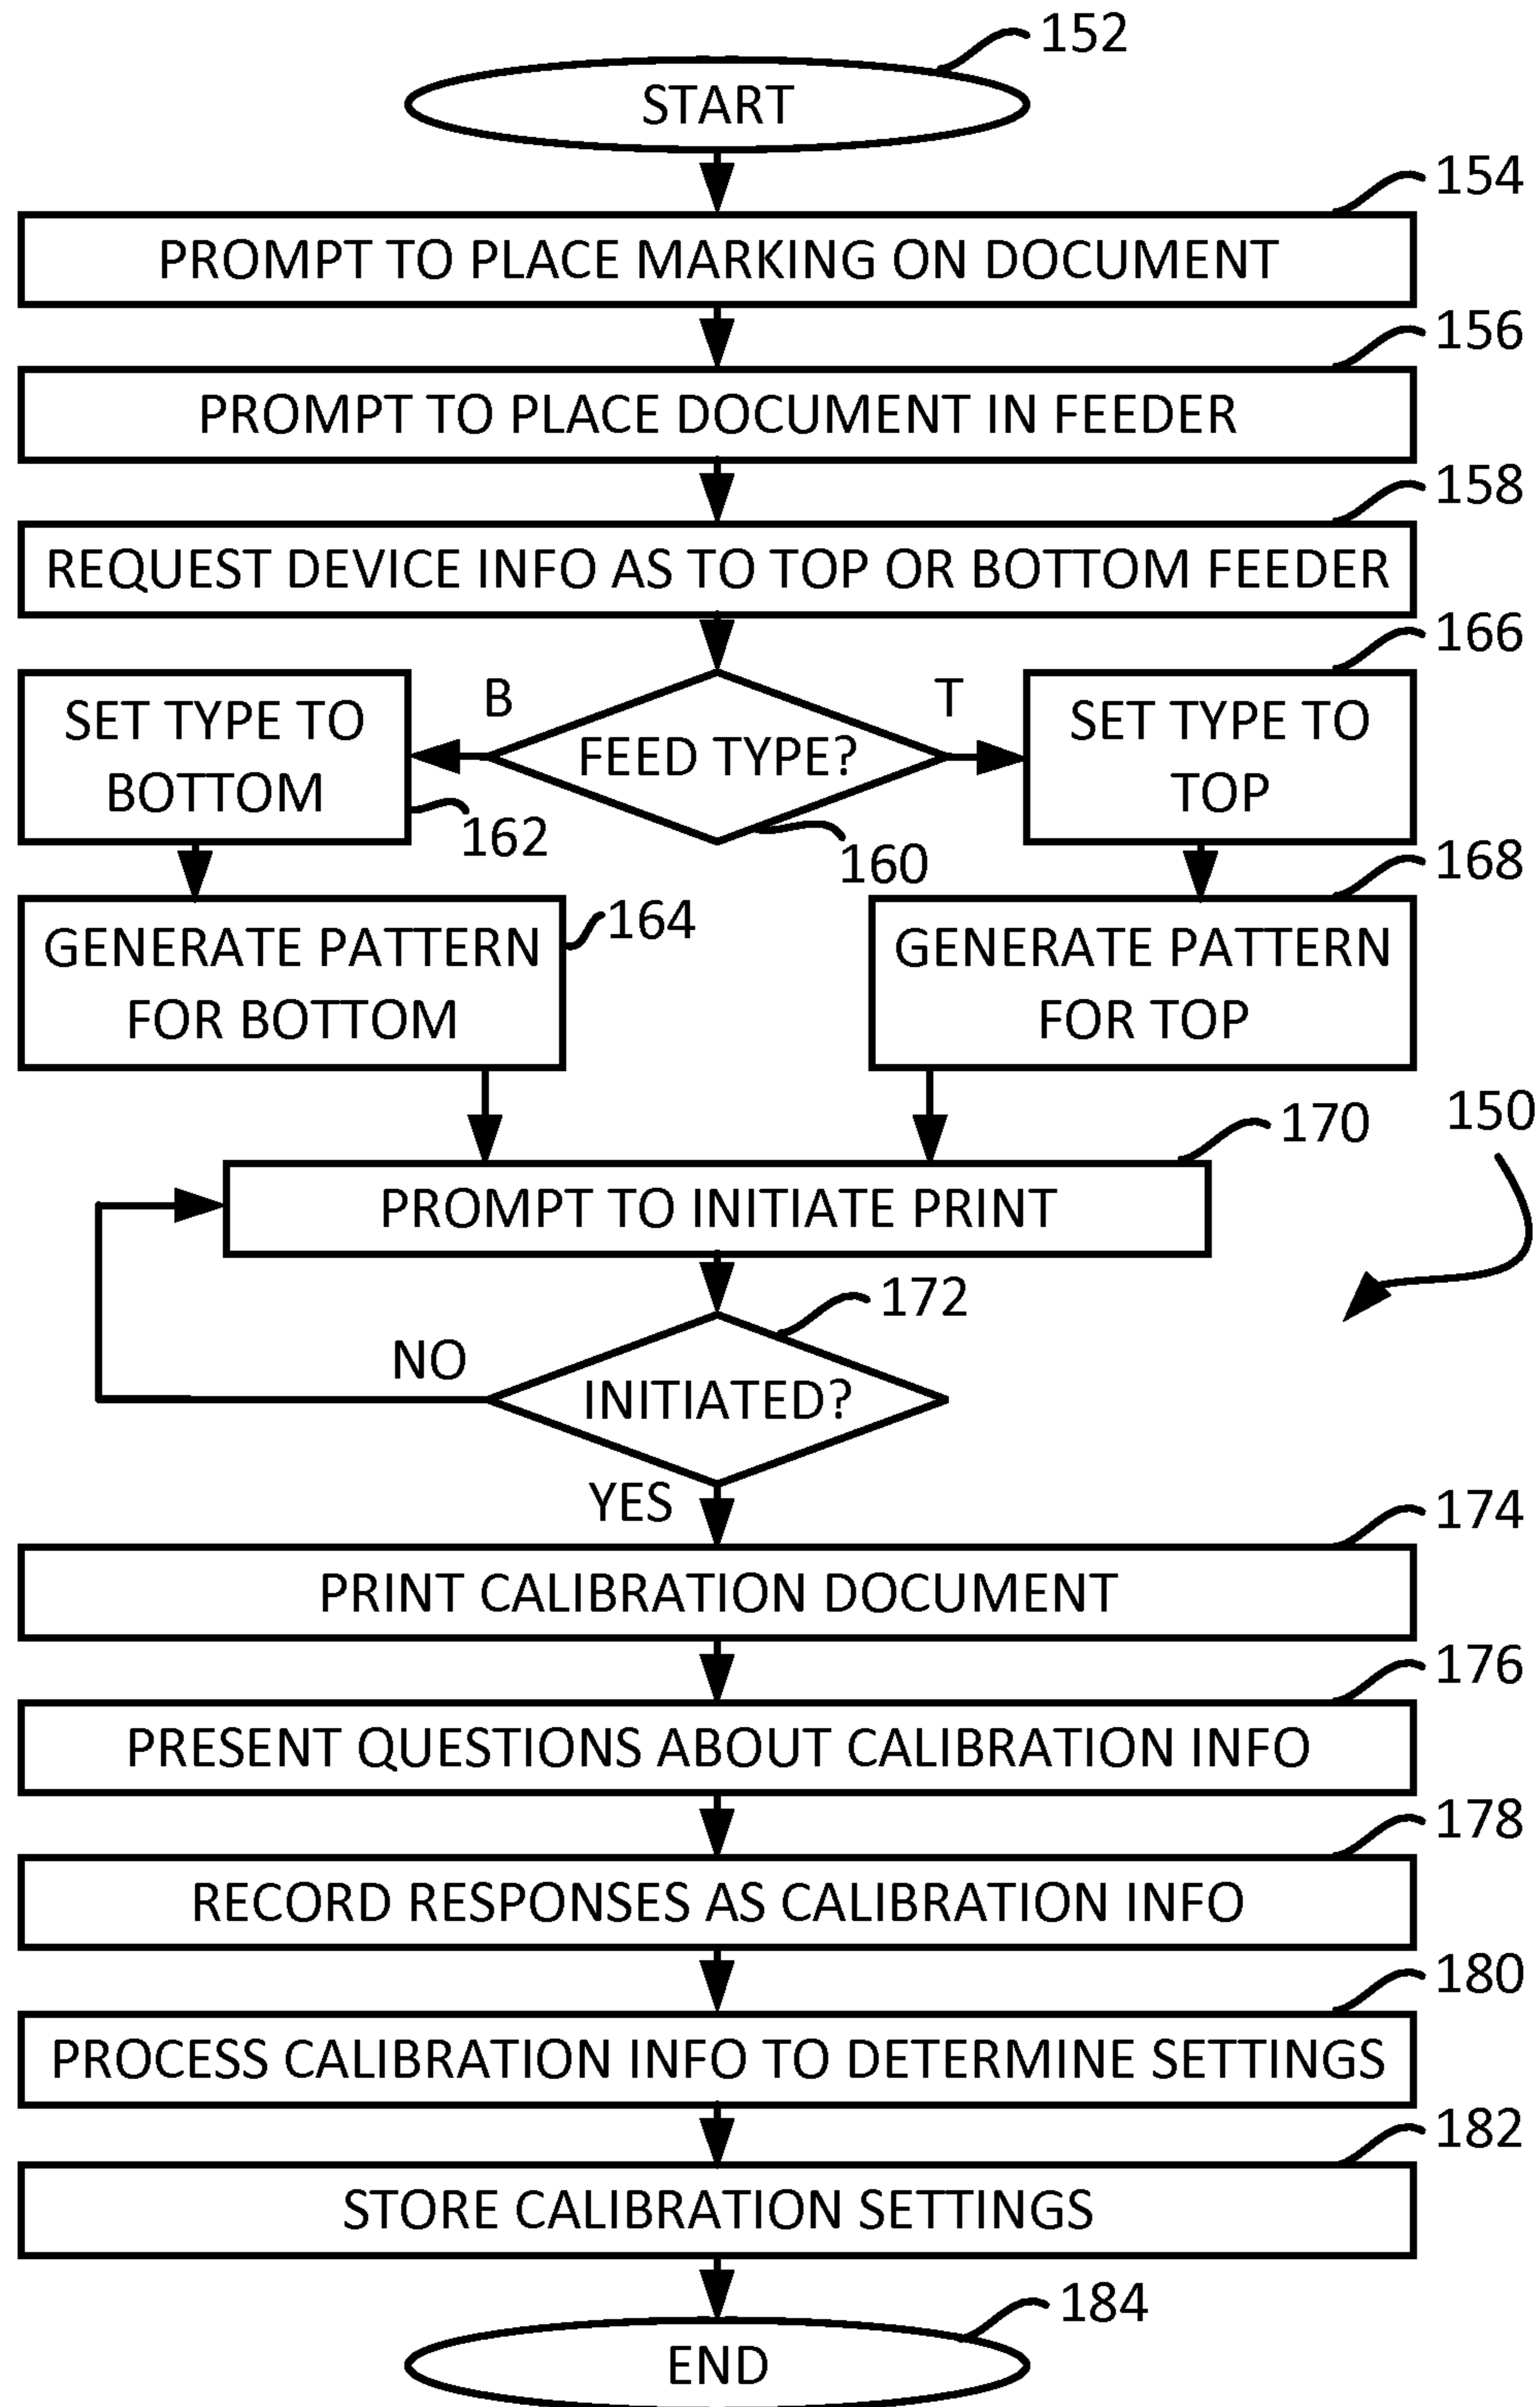 152
START
154
PROMPT TO PLACE MARKING ON DOCUMENT
156
PROMPT TO PLACE DOCUMENT IN FEEDER
158
REQUEST DEVICE INFO AS TO TOP OR BOTTOM FEEDER
166
SET TYPE TO
BOTTOM
162
B
FEED TYPE?
160
T
SET TYPE TO
TOP
168
GENERATE PATTERN
FOR BOTTOM
164
GENERATE PATTERN
FOR TOP
150
170
PROMPT TO INITIATE PRINT
172
NO
INITIATED?
YES
174
PRINT CALIBRATION DOCUMENT
176
PRESENT QUESTIONS ABOUT CALIBRATION INFO
178
RECORD RESPONSES AS CALIBRATION INFO
180
PROCESS CALIBRATION INFO TO DETERMINE SETTINGS
182
STORE CALIBRATION SETTINGS
184
END